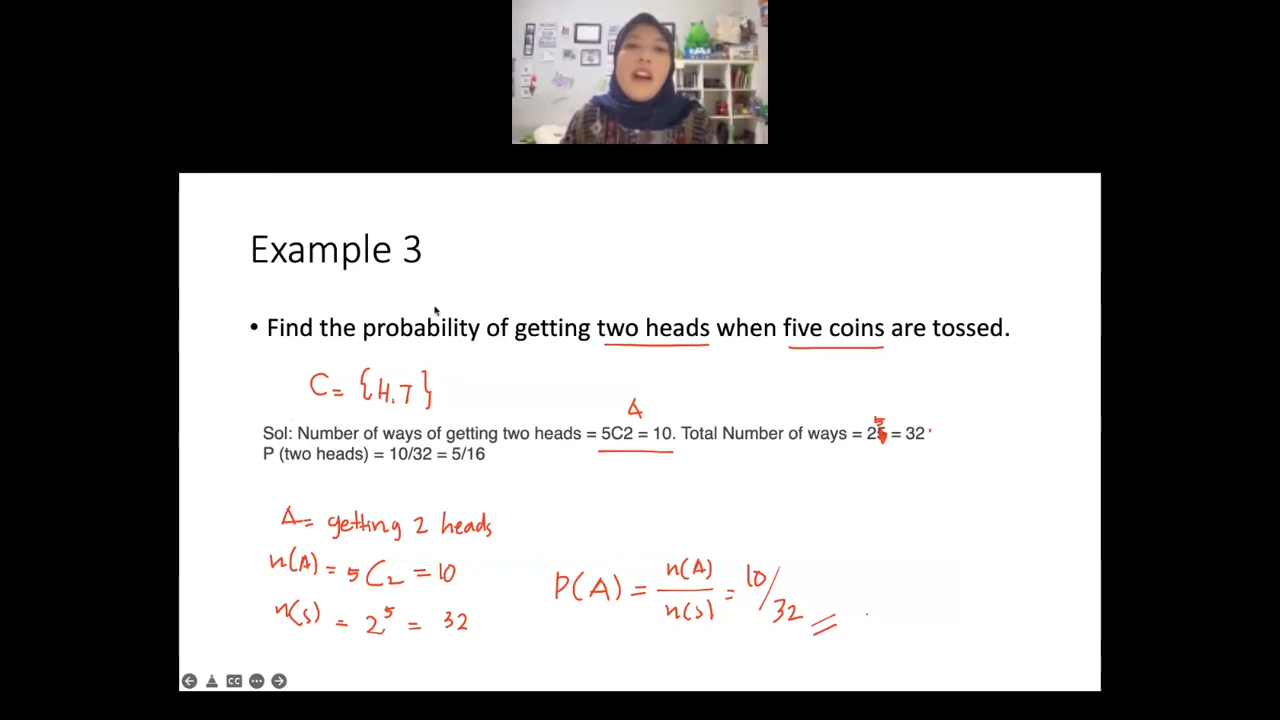 Example 3
• Find the probability of getting two heads when five coins are tossed.
C = {H,T}
A
Sol: Number of ways of getting two heads = 5C2 = 10. Total Number of ways = 2⁵ = 32
P (two heads) = 10/32 = 5/16
A = getting 2 heads
n(A) = 5C₂ = 10
n(S) = 2⁵ = 32
P(A) = n(A)/n(S) = 10/32
CC